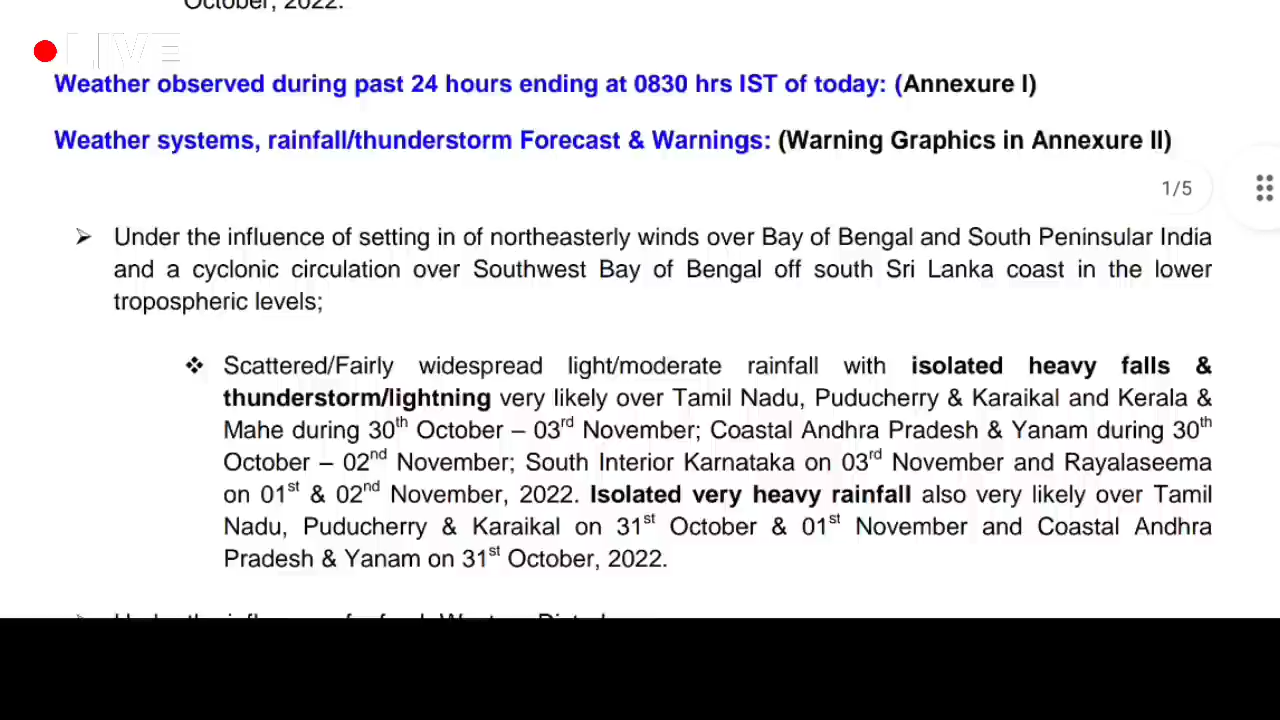 October, 2022.
LIVE
Weather observed during past 24 hours ending at 0830 hrs IST of today: (Annexure I)
Weather systems, rainfall/thunderstorm Forecast & Warnings: (Warning Graphics in Annexure II)
1/5
➢ Under the influence of setting in of northeasterly winds over Bay of Bengal and South Peninsular India
and a cyclonic circulation over Southwest Bay of Bengal off south Sri Lanka coast in the lower
tropospheric levels;
❖ Scattered/Fairly widespread light/moderate rainfall with isolated heavy falls &
thunderstorm/lightning very likely over Tamil Nadu, Puducherry & Karaikal and Kerala &
Mahe during 30th October – 03rd November; Coastal Andhra Pradesh & Yanam during 30th
October – 02nd November; South Interior Karnataka on 03rd November and Rayalaseema
on 01st & 02nd November, 2022. Isolated very heavy rainfall also very likely over Tamil
Nadu, Puducherry & Karaikal on 31st October & 01st November and Coastal Andhra
Pradesh & Yanam on 31st October, 2022.